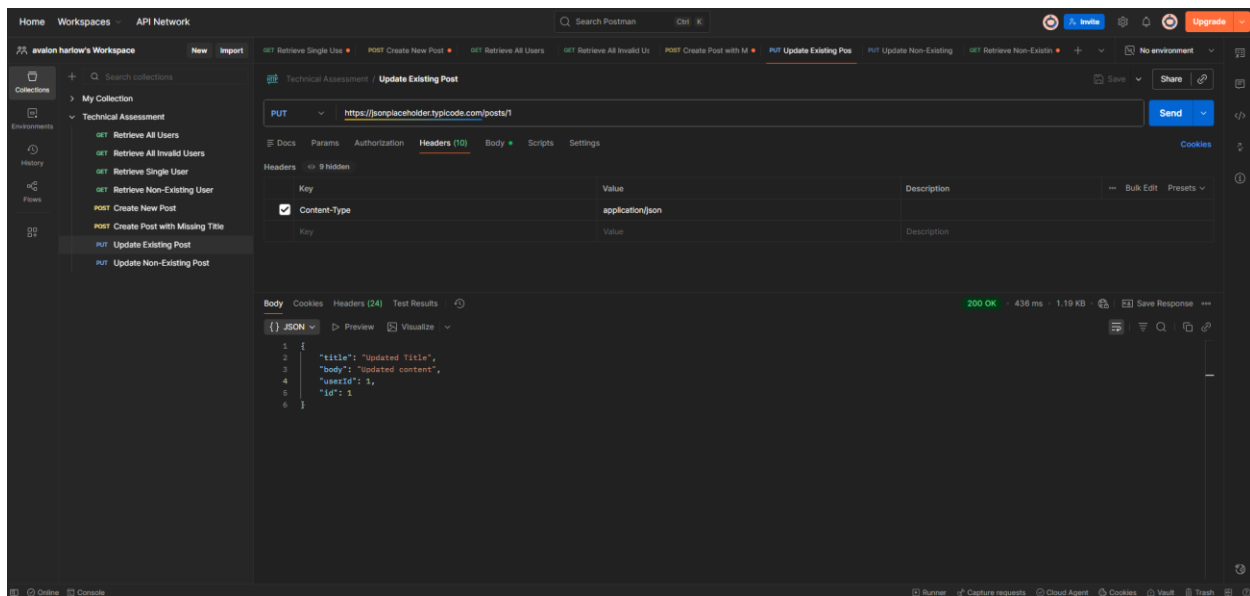 Home Workspaces API Network Search Postman Ctrl K Invite Upgrade
avalon harlow's Workspace New Import GET Retrieve Single Use POST Create New Post GET Retrieve All Users GET Retrieve All Invalid Us POST Create Post with M PUT Update Existing Pos PUT Update Non-Existing GET Retrieve Non-Existin No environment
Collections
Environments
History
Flows
Search collections
My Collection
Technical Assessment
GET Retrieve All Users
GET Retrieve All Invalid Users
GET Retrieve Single User
GET Retrieve Non-Existing User
POST Create New Post
POST Create Post with Missing Title
PUT Update Existing Post
PUT Update Non-Existing Post
HTTP Technical Assessment / Update Existing Post Save Share
PUT https://jsonplaceholder.typicode.com/posts/1 Send
Docs Params Authorization Headers (10) Body Scripts Settings Cookies
Headers 9 hidden
Key Value Description Bulk Edit Presets
Content-Type application/json
Key Value Description
Body Cookies Headers (24) Test Results 200 OK 436 ms 1.19 KB Save Response
{} JSON Preview Visualize
1 {
2 "title": "Updated Title",
3 "body": "Updated content",
4 "userId": 1,
5 "id": 1
6 }
Online Console Runner Capture requests Cloud Agent Cookies Vault Trash